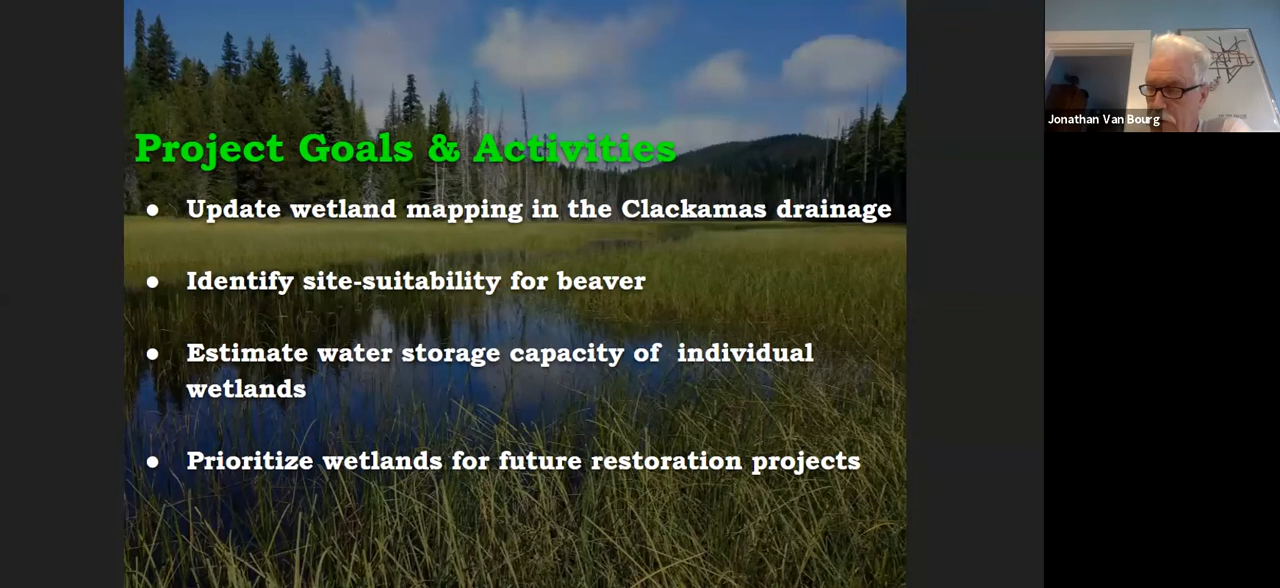 Project Goals & Activities
● Update wetland mapping in the Clackamas drainage
● Identify site-suitability for beaver
● Estimate water storage capacity of individual
wetlands
● Prioritize wetlands for future restoration projects
Jonathan Van Bourg